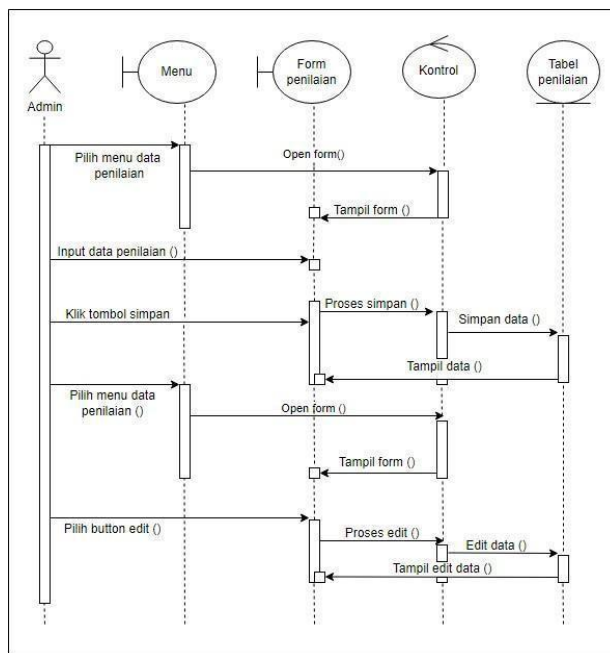 Admin
Menu
Form
penilaian
Kontrol
Tabel
penilaian
Pilih menu data
penilaian
Open form()
Tampil form ()
Input data penilaian ()
Klik tombol simpan
Proses simpan ()
Simpan data ()
Tampil data ()
Pilih menu data
penilaian ()
Open form ()
Tampil form ()
Pilih button edit ()
Proses edit ()
Edit data ()
Tampil edit data ()